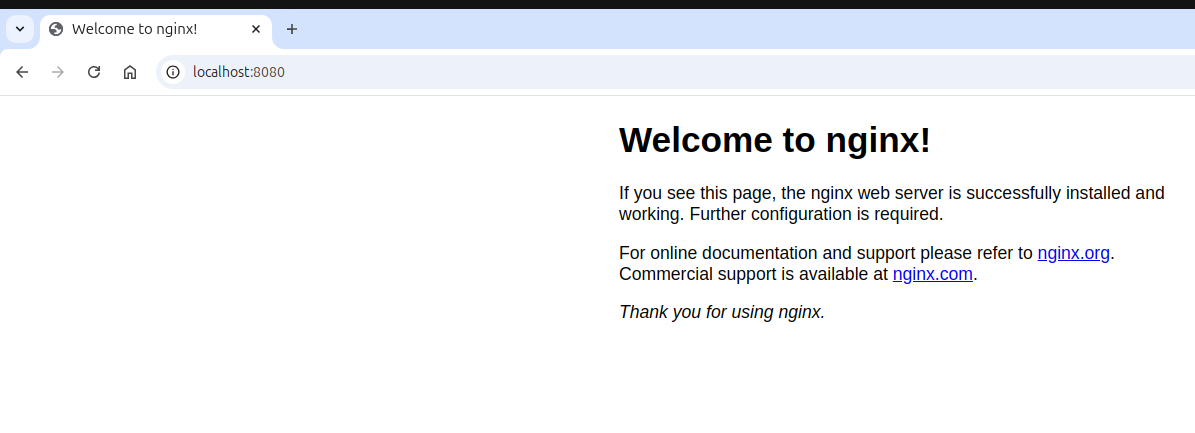 Welcome to nginx!
localhost:8080
Welcome to nginx!
If you see this page, the nginx web server is successfully installed and
working. Further configuration is required.
For online documentation and support please refer to nginx.org.
Commercial support is available at nginx.com.
Thank you for using nginx.